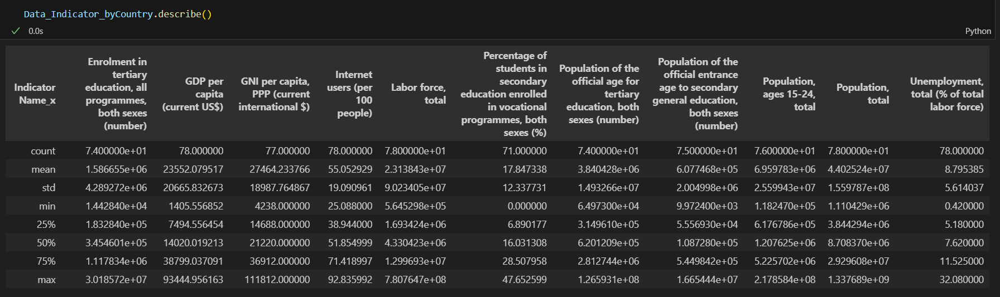 Data_Indicator_byCountry.describe()
0.0s
Python
Indicator Name_x Enrolment in tertiary education, all programmes, both sexes (number) GDP per capita (current US$) GNI per capita, PPP (current international $) Internet users (per 100 people) Labor force, total Percentage of students in secondary education enrolled in vocational programmes, both sexes (%) Population of the official age for tertiary education, both sexes (number) Population of the official entrance age to secondary general education, both sexes (number) Population, ages 15-24, total Population, total Unemployment, total (% of total labor force)
count 7.400000e+01 78.000000 77.000000 78.000000 7.800000e+01 71.000000 7.400000e+01 7.500000e+01 7.600000e+01 7.800000e+01 78.000000
mean 1.586655e+06 23552.079517 27464.233766 55.052929 2.313843e+07 17.847338 3.840428e+06 6.077468e+05 6.959783e+06 4.402524e+07 8.795385
std 4.289272e+06 20665.832673 18987.764867 19.090961 9.023405e+07 12.337731 1.493266e+07 2.004998e+06 2.559943e+07 1.559787e+08 5.614037
min 1.442840e+04 1405.556852 4238.000000 25.088000 5.645298e+05 0.000000 6.497300e+04 9.972400e+03 1.182470e+05 1.110429e+06 0.420000
25% 1.832840e+05 7494.556454 14688.000000 38.944000 1.693424e+06 6.890177 3.149610e+05 5.556930e+04 6.176786e+05 3.844294e+06 5.180000
50% 3.454601e+05 14020.019213 21220.000000 51.854999 4.330423e+06 16.031308 6.201209e+05 1.087280e+05 1.207625e+06 8.708370e+06 7.620000
75% 1.117834e+06 38799.037091 36912.000000 71.418997 1.299693e+07 28.507958 2.812744e+06 5.449842e+05 5.225702e+06 2.929608e+07 11.525000
max 3.018572e+07 93444.956163 111812.000000 92.835992 7.807647e+08 47.652599 1.265931e+08 1.665444e+07 2.178584e+08 1.337689e+09 32.080000